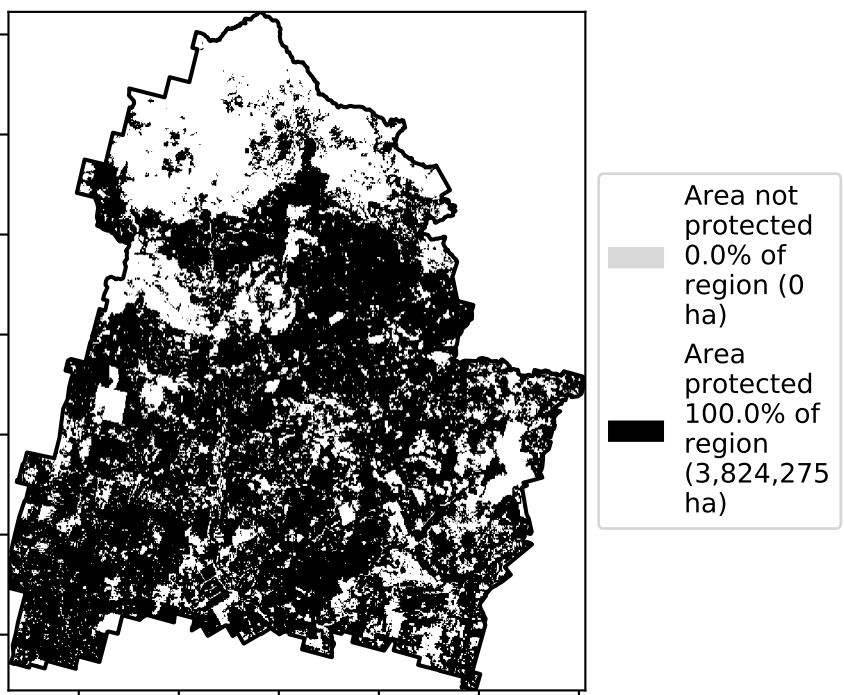 Area not
protected
0.0% of
region (0
ha)
Area
protected
100.0% of
region
(3,824,275
ha)